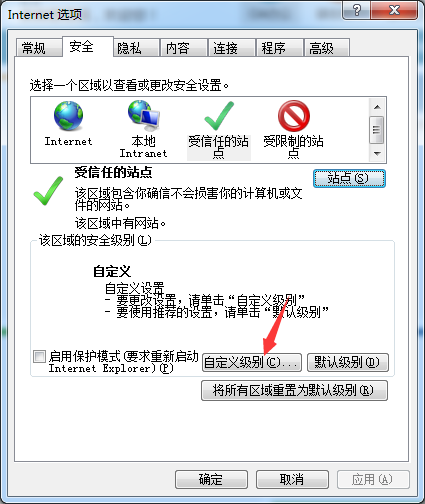 Internet 选项
常规 安全 隐私 内容 连接 程序 高级
选择一个区域以查看或更改安全设置。
Internet 本地 Intranet 受信任的站点 受限制的站点
受信任的站点
站点(S)
该区域包含你确信不会损害你的计算机或文
件的网站。
该区域中有网站。
该区域的安全级别(L)
自定义
自定义设置
- 要更改设置，请单击“自定义级别”
- 要使用推荐的设置，请单击“默认级别”
启用保护模式(要求重新启动
Internet Explorer)(P)
自定义级别(C)... 默认级别(D)
将所有区域重置为默认级别(R)
确定 取消 应用(A)